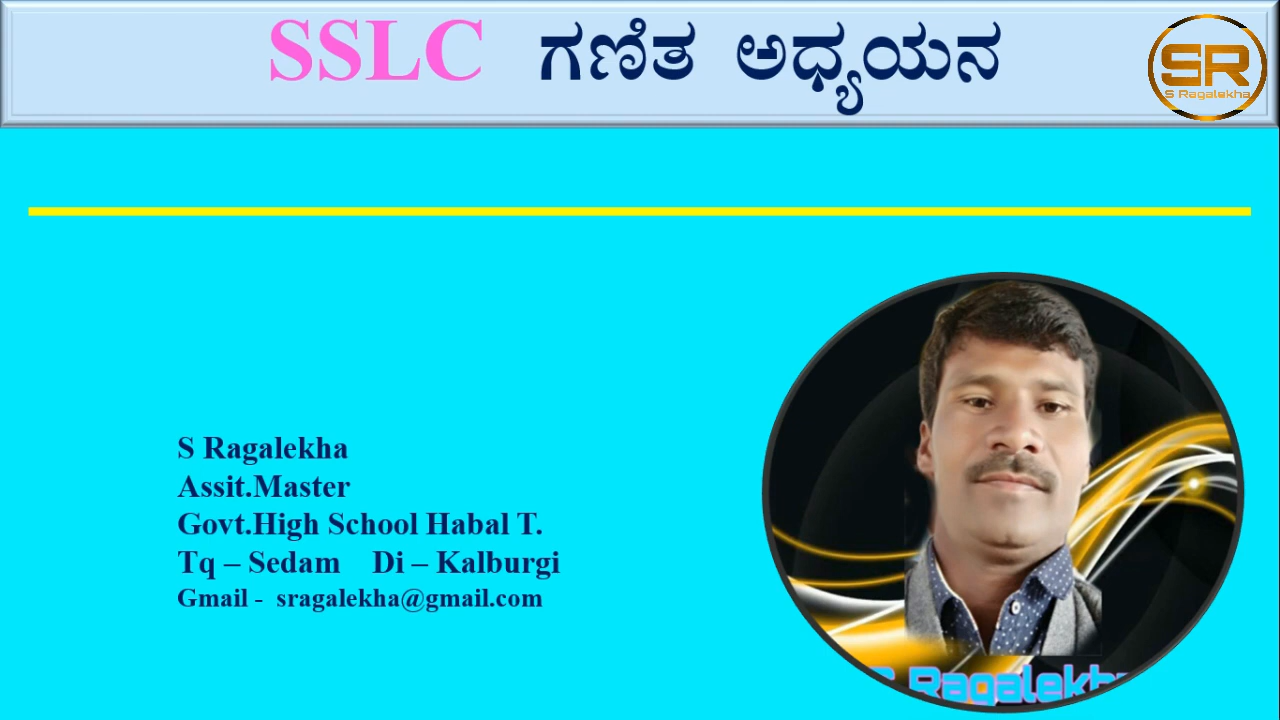 SSLC ಗಣಿತ ಅಧ್ಯಯನ
SR
S Ragalekha
S Ragalekha
Assit.Master
Govt.High School Habal T.
Tq – Sedam Di – Kalburgi
Gmail - sragalekha@gmail.com
S Ragalekha